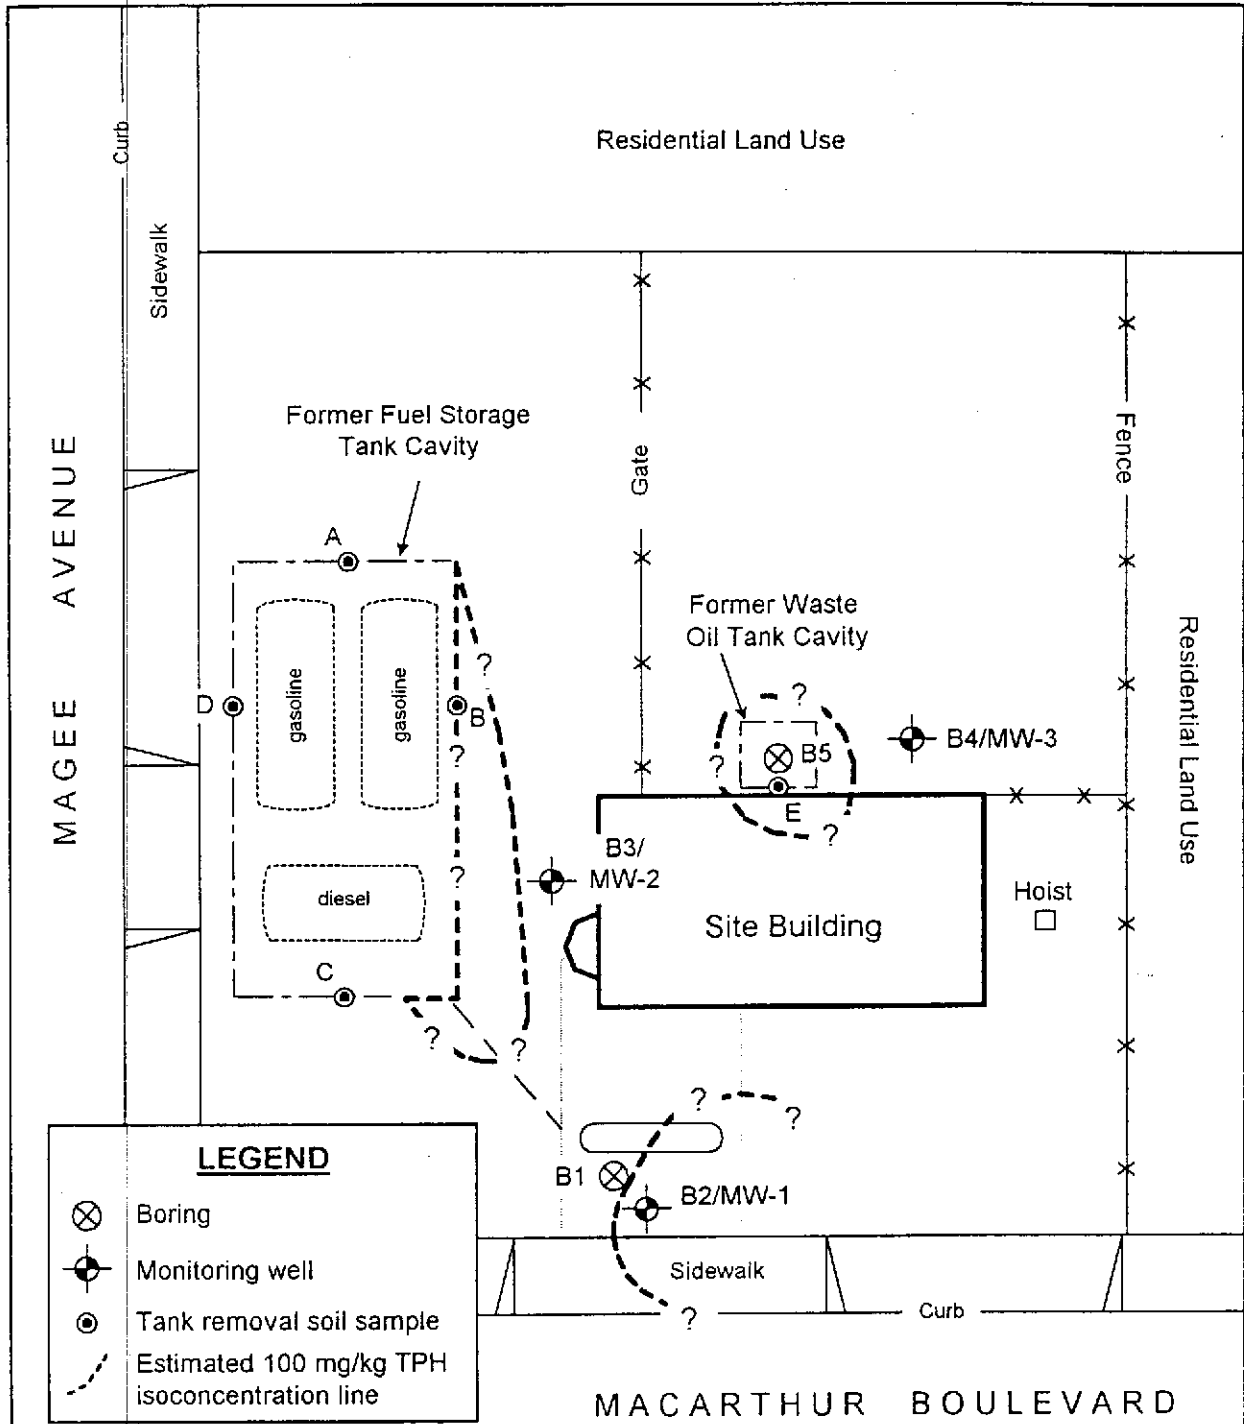 Residential Land Use
Curb
Sidewalk
MAGEE AVENUE
Former Fuel Storage
Tank Cavity
Gate
Fence
Residential Land Use
A
gasoline
gasoline
D
B
?
?
?
diesel
C
?
?
Former Waste
Oil Tank Cavity
?
?
B5
E
?
B4/MW-3
B3/
MW-2
Site Building
Hoist
?
?
B1
B2/MW-1
Sidewalk
?
Curb
MACARTHUR BOULEVARD
LEGEND
Boring
Monitoring well
Tank removal soil sample
Estimated 100 mg/kg TPH
isoconcentration line